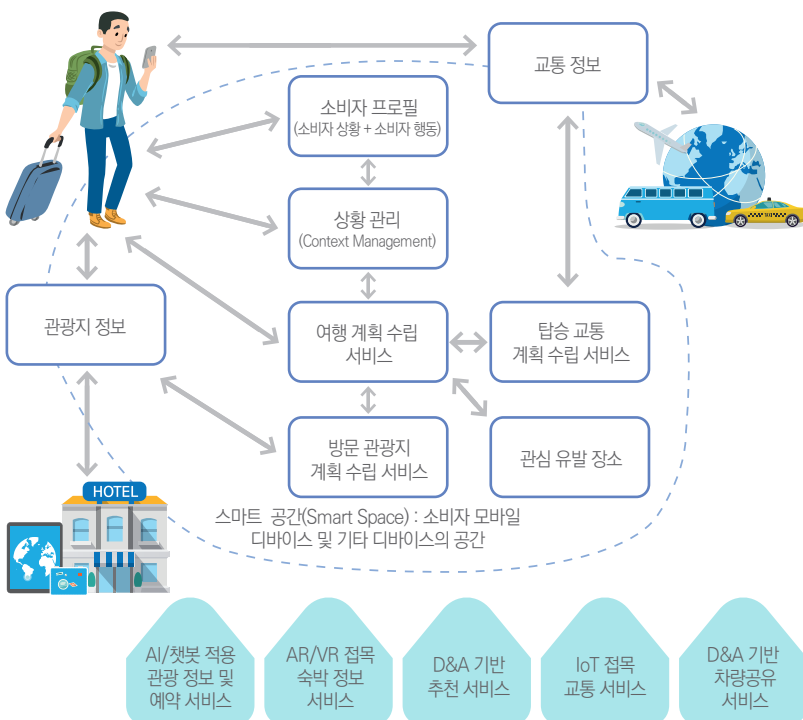 교통 정보
소비자 프로필
(소비자 상황 + 소비자 행동)
상황 관리
(Context Management)
관광지 정보
여행 계획 수립
서비스
탑승 교통
계획 수립 서비스
방문 관광지
계획 수립 서비스
관심 유발 장소
HOTEL
스마트 공간(Smart Space) : 소비자 모바일
디바이스 및 기타 디바이스의 공간
AI/챗봇 적용
관광 정보 및
예약 서비스
AR/VR 접목
숙박 정보
서비스
D&A 기반
추천 서비스
IoT 접목
교통 서비스
D&A 기반
차량공유
서비스